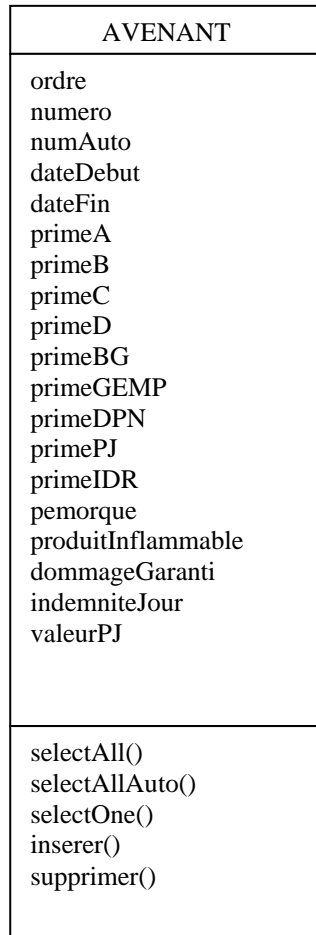 AVENANT
ordre
numero
numAuto
dateDebut
dateFin
primeA
primeB
primeC
primeD
primeBG
primeGEMP
primeDPN
primePJ
primeIDR
pemorque
produitInflammable
dommageGaranti
indemniteJour
valeurPJ
selectAll()
selectAllAuto()
selectOne()
inserer()
supprimer()